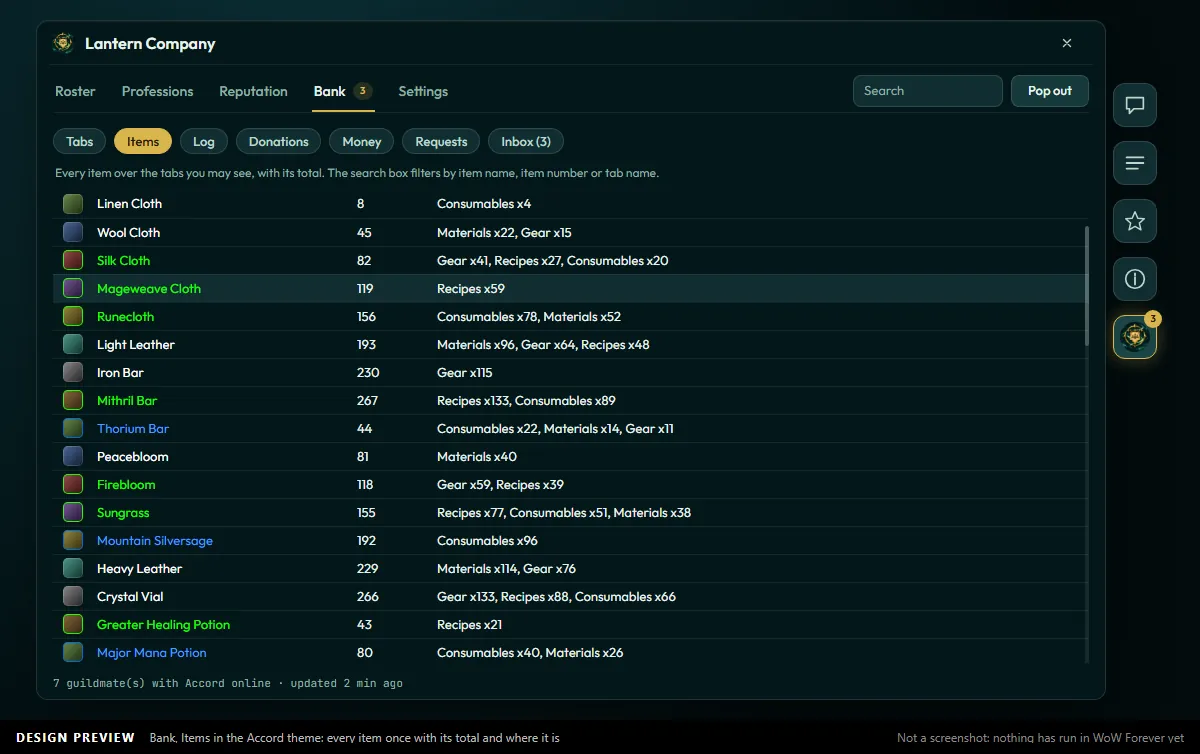 Lantern Company
Roster Professions Reputation Bank 3 Settings Search Pop out
Tabs Items Log Donations Money Requests Inbox (3)
Every item over the tabs you may see, with its total. The search box filters by item name, item number or tab name.
Linen Cloth 8 Consumables x4
Wool Cloth 45 Materials x22, Gear x15
Silk Cloth 82 Gear x41, Recipes x27, Consumables x20
Mageweave Cloth 119 Recipes x59
Runecloth 156 Consumables x78, Materials x52
Light Leather 193 Materials x96, Gear x64, Recipes x48
Iron Bar 230 Gear x115
Mithril Bar 267 Recipes x133, Consumables x89
Thorium Bar 44 Consumables x22, Materials x14, Gear x11
Peacebloom 81 Materials x40
Firebloom 118 Gear x59, Recipes x39
Sungrass 155 Recipes x77, Consumables x51, Materials x38
Mountain Silversage 192 Consumables x96
Heavy Leather 229 Materials x114, Gear x76
Crystal Vial 266 Gear x133, Recipes x88, Consumables x66
Greater Healing Potion 43 Recipes x21
Major Mana Potion 80 Consumables x40, Materials x26
7 guildmate(s) with Accord online · updated 2 min ago
3
DESIGN PREVIEW Bank, Items in the Accord theme: every item once with its total and where it is Not a screenshot: nothing has run in WoW Forever yet